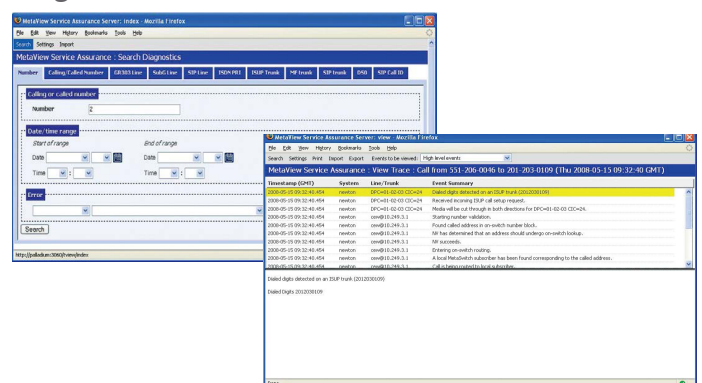 MetaView Service Assurance Server: Index - Mozilla Firefox
File Edit View History Bookmarks Tools Help
Search Settings Import
MetaView Service Assurance : Search Diagnostics
Number Calling/Called Number GR303 Line SubG Line SIP Line ISDN PRI ISUP Trunk MF trunk SIP trunk DS0 SIP Call ID
Calling or called number
Number 2
Date/time range
Start of range End of range
Date Date
Time : Time :
Error
Search
http://palladium:5060/rview/index
MetaView Service Assurance Server: view - Mozilla Firefox
File Edit View History Bookmarks Tools Help
Search Settings Print Import Export Events to be viewed: High level events
MetaView Service Assurance : View Trace : Call from 551-206-0046 to 201-203-0109 (Thu 2008-05-15 09:32:40 GMT)
Timestamp (GMT) System Line/Trunk Event Summary
2008-05-15 09:32:40.454 newton DPC=01-02-03 CIC=24 Dialed digits detected on an ISUP trunk (2012030109)
2008-05-15 09:32:40.454 newton DPC=01-02-03 CIC=24 Received incoming ISUP call setup request.
2008-05-15 09:32:40.454 newton DPC=01-02-03 CIC=24 Media will be cut through in both directions for DPC=01-02-03 CIC=24.
2008-05-15 09:32:40.454 newton osw@10.249.3.1 Starting number validation.
2008-05-15 09:32:40.454 newton osw@10.249.3.1 Found called address in on-switch number block.
2008-05-15 09:32:40.454 newton osw@10.249.3.1 NV has determined that an address should undergo on-switch lookup.
2008-05-15 09:32:40.454 newton osw@10.249.3.1 NV succeeds.
2008-05-15 09:32:40.454 newton osw@10.249.3.1 Entering on-switch routing.
2008-05-15 09:32:40.454 newton osw@10.249.3.1 A local MetaSwitch subscriber has been found corresponding to the called address.
2008-05-15 09:32:40.454 newton osw@10.249.3.1 Call is being routed to local subscriber.
Dialed digits detected on an ISUP trunk (2012030109)
Dialed Digits 2012030109